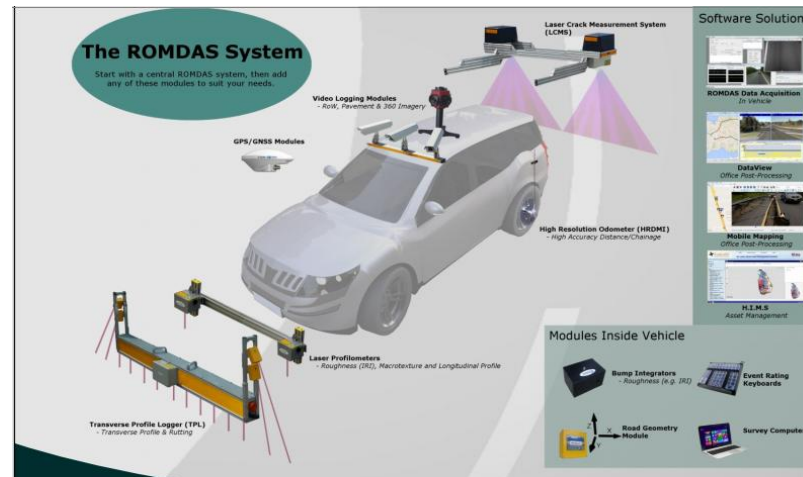 The ROMDAS System
Start with a central ROMDAS system, then add
any of these modules to suit your needs.
Laser Crack Measurement System
(LCMS)
Video Logging Modules
- RoW, Pavement & 360 Imagery
GPS/GNSS Modules
High Resolution Odometer (HRDMI)
- High Accuracy Distance/Chainage
Laser Profilometers
- Roughness (IRI), Macrotexture and Longitudinal Profile
Transverse Profile Logger (TPL)
- Transverse Profile & Rutting
Software Solution
ROMDAS Data Acquisition
In Vehicle
DataView
Office Post-Processing
Mobile Mapping
Office Post-Processing
H.I.M.S
Asset Management
Modules Inside Vehicle
Bump Integrators
- Roughness (e.g. IRI)
Event Rating
Keyboards
Z
X
Y
Road Geometry
Module
Survey Compute